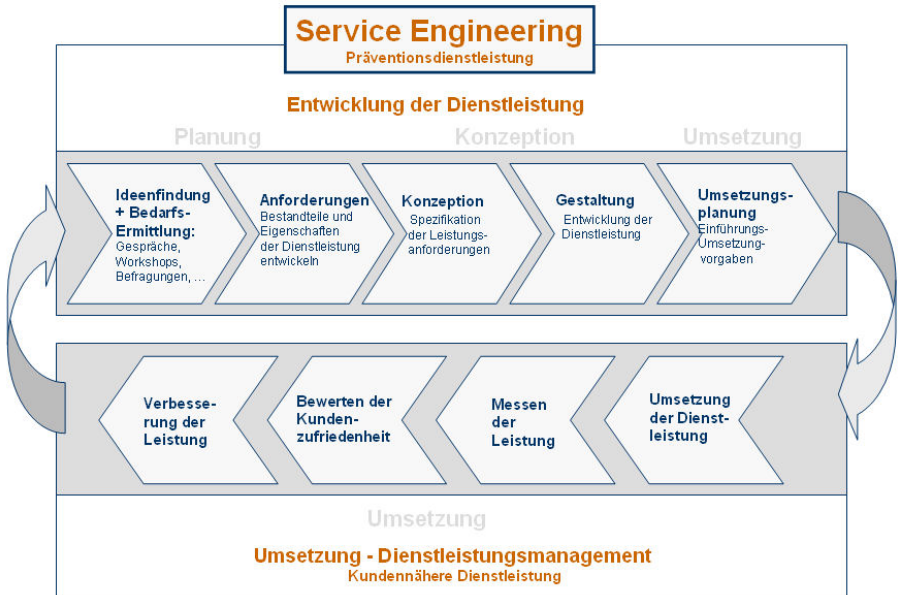 Service Engineering
Präventionsdienstleistung
Entwicklung der Dienstleistung
Planung
Konzeption
Umsetzung
Ideenfindung
+ Bedarfs-
Ermittlung:
Gespräche,
Workshops,
Befragungen, ...
Anforderungen
Bestandteile und
Eigenschaften
der Dienstleistung
entwickeln
Konzeption
Spezifikation
der Leistungs-
anforderungen
Gestaltung
Entwicklung der
Dienstleistung
Umsetzungs-
planung
Einführungs-
Umsetzung-
vorgaben
Umsetzung
der Dienst-
leistung
Messen
der
Leistung
Bewerten der
Kunden-
zufriedenheit
Verbesse-
rung der
Leistung
Umsetzung
Umsetzung - Dienstleistungsmanagement
Kundennähere Dienstleistung